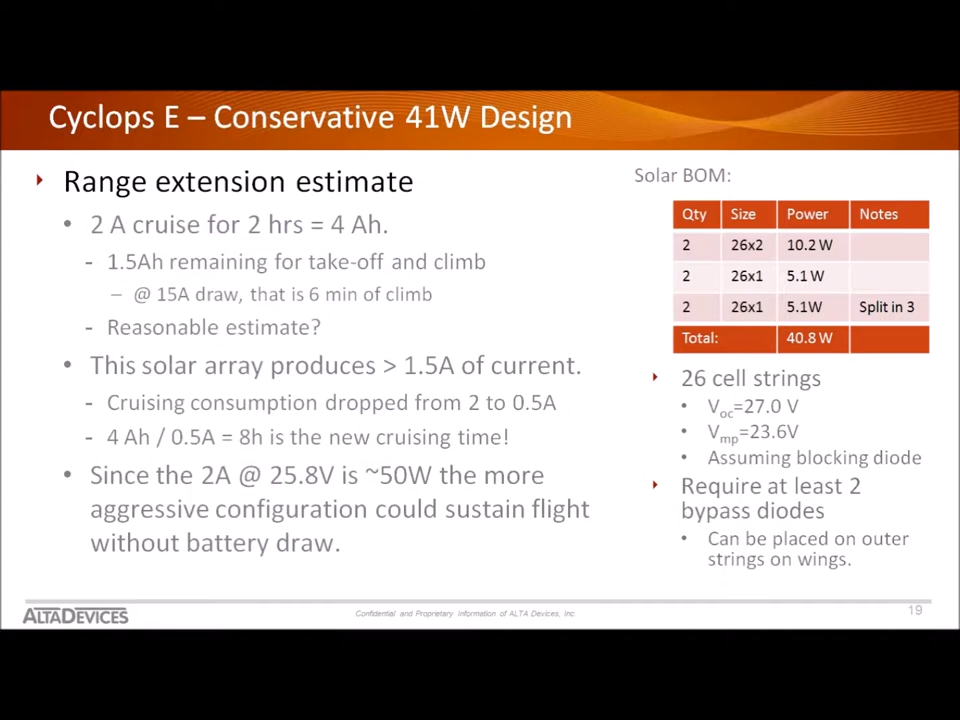 Cyclops E – Conservative 41W Design
Range extension estimate
2 A cruise for 2 hrs = 4 Ah.
- 1.5Ah remaining for take-off and climb
– @ 15A draw, that is 6 min of climb
- Reasonable estimate?
This solar array produces > 1.5A of current.
- Cruising consumption dropped from 2 to 0.5A
- 4 Ah / 0.5A = 8h is the new cruising time!
Since the 2A @ 25.8V is ~50W the more
aggressive configuration could sustain flight
without battery draw.
Solar BOM:
Qty Size Power Notes
2 26x2 10.2 W
2 26x1 5.1 W
2 26x1 5.1W Split in 3
Total: 40.8 W
26 cell strings
Voc=27.0 V
Vmp=23.6V
Assuming blocking diode
Require at least 2
bypass diodes
Can be placed on outer
strings on wings.
ALTADEVICES
Confidential and Proprietary Information of ALTA Devices, Inc
19